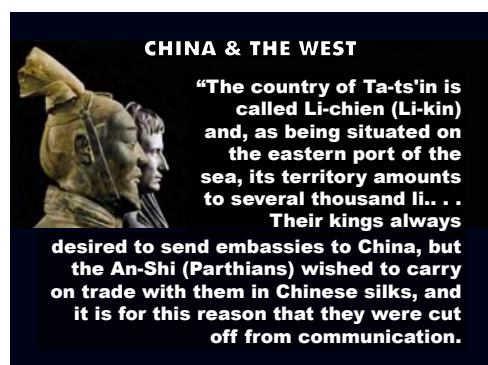 CHINA & THE WEST
“The country of Ta-ts'in is
called Li-chien (Li-kin)
and, as being situated on
the eastern port of the
sea, its territory amounts
to several thousand li.. . .
Their kings always
desired to send embassies to China, but
the An-Shi (Parthians) wished to carry
on trade with them in Chinese silks, and
it is for this reason that they were cut
off from communication.